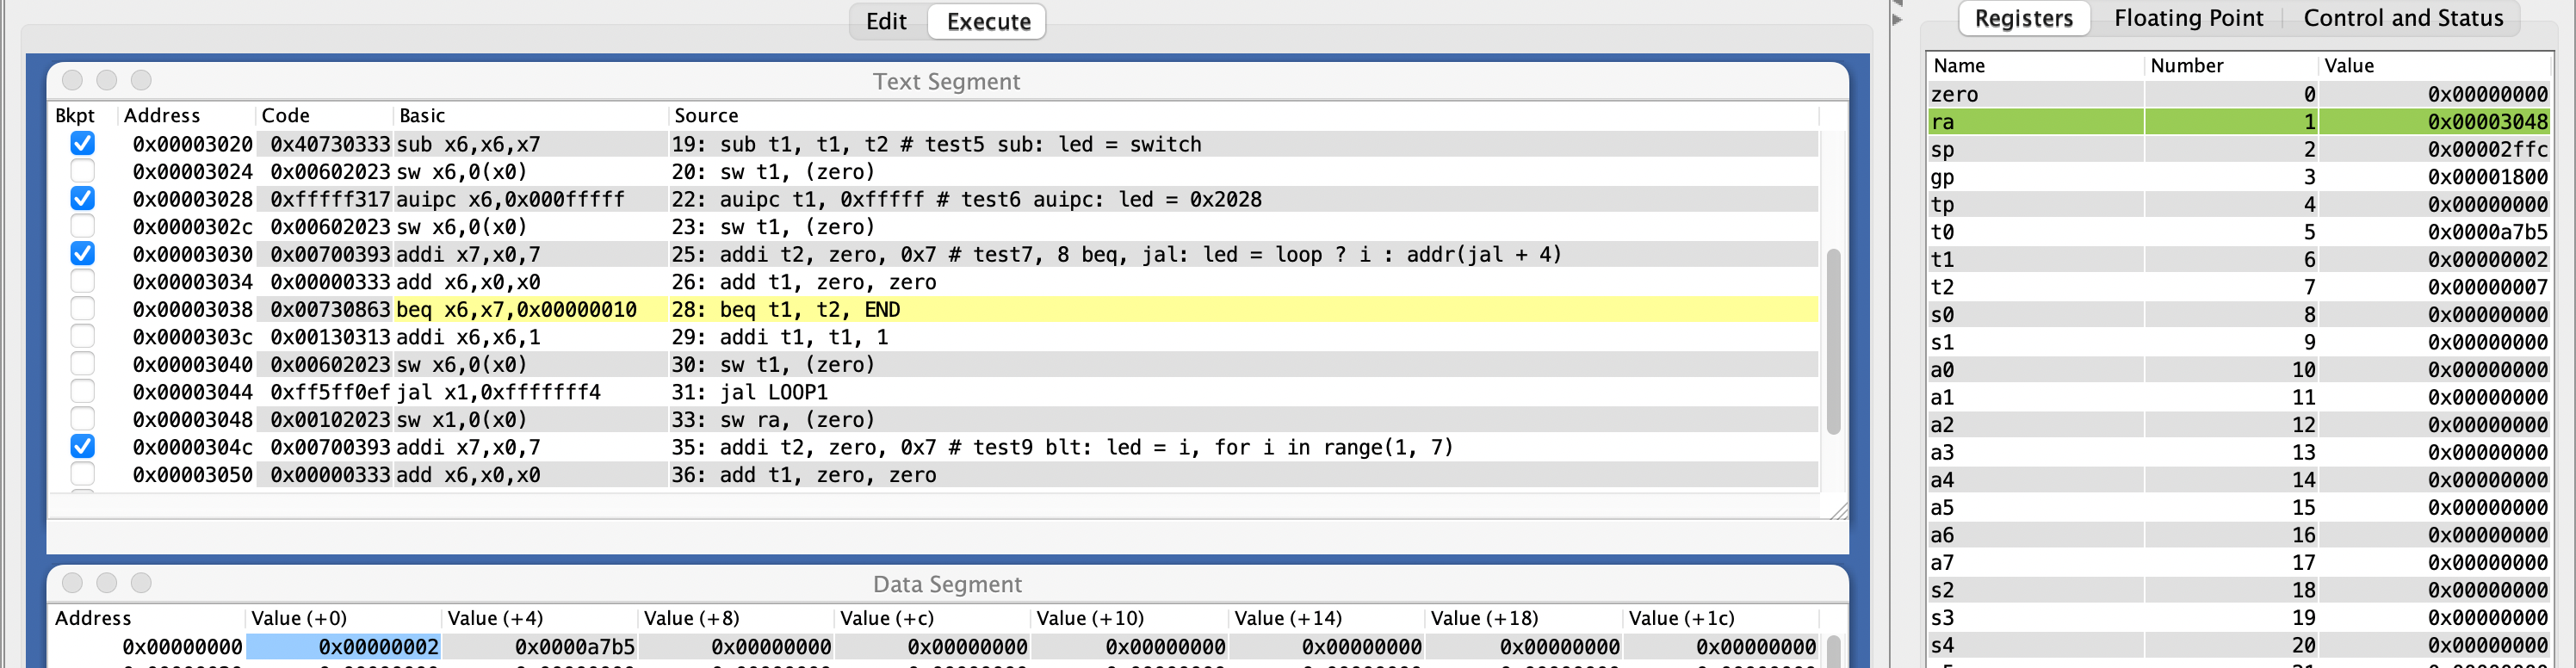 Edit Execute
Registers Floating Point Control and Status
Text Segment
Bkpt Address Code Basic Source
0x00003020 0x40730333 sub x6,x6,x7 19: sub t1, t1, t2 # test5 sub: led = switch
0x00003024 0x00602023 sw x6,0(x0) 20: sw t1, (zero)
0x00003028 0xfffff317 auipc x6,0x000fffff 22: auipc t1, 0xfffff # test6 auipc: led = 0x2028
0x0000302c 0x00602023 sw x6,0(x0) 23: sw t1, (zero)
0x00003030 0x00700393 addi x7,x0,7 25: addi t2, zero, 0x7 # test7, 8 beq, jal: led = loop ? i : addr(jal + 4)
0x00003034 0x00000333 add x6,x0,x0 26: add t1, zero, zero
0x00003038 0x00730863 beq x6,x7,0x00000010 28: beq t1, t2, END
0x0000303c 0x00130313 addi x6,x6,1 29: addi t1, t1, 1
0x00003040 0x00602023 sw x6,0(x0) 30: sw t1, (zero)
0x00003044 0xff5ff0ef jal x1,0xfffffff4 31: jal LOOP1
0x00003048 0x00102023 sw x1,0(x0) 33: sw ra, (zero)
0x0000304c 0x00700393 addi x7,x0,7 35: addi t2, zero, 0x7 # test9 blt: led = i, for i in range(1, 7)
0x00003050 0x00000333 add x6,x0,x0 36: add t1, zero, zero
Data Segment
Address Value (+0) Value (+4) Value (+8) Value (+c) Value (+10) Value (+14) Value (+18) Value (+1c)
0x00000000 0x00000002 0x0000a7b5 0x00000000 0x00000000 0x00000000 0x00000000 0x00000000 0x00000000
Name Number Value
zero 0 0x00000000
ra 1 0x00003048
sp 2 0x00002ffc
gp 3 0x00001800
tp 4 0x00000000
t0 5 0x0000a7b5
t1 6 0x00000002
t2 7 0x00000007
s0 8 0x00000000
s1 9 0x00000000
a0 10 0x00000000
a1 11 0x00000000
a2 12 0x00000000
a3 13 0x00000000
a4 14 0x00000000
a5 15 0x00000000
a6 16 0x00000000
a7 17 0x00000000
s2 18 0x00000000
s3 19 0x00000000
s4 20 0x00000000